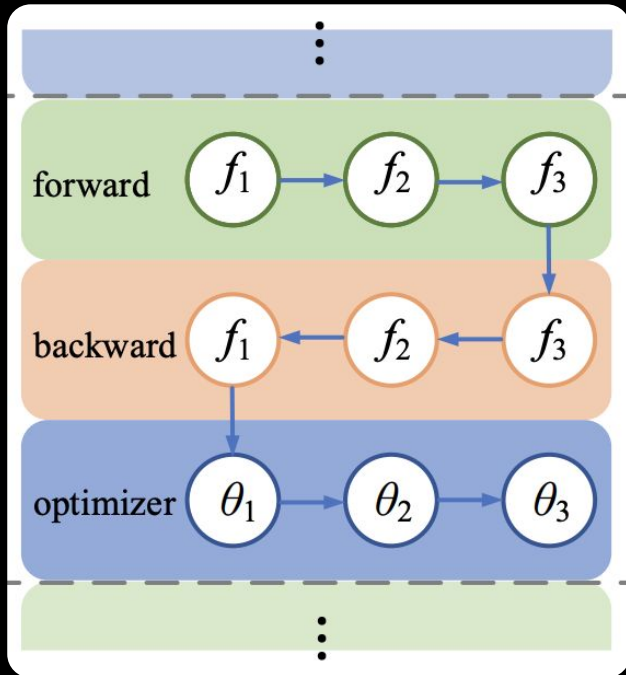 forward f₁ f₂ f₃
backward f₁ f₂ f₃
optimizer θ₁ θ₂ θ₃